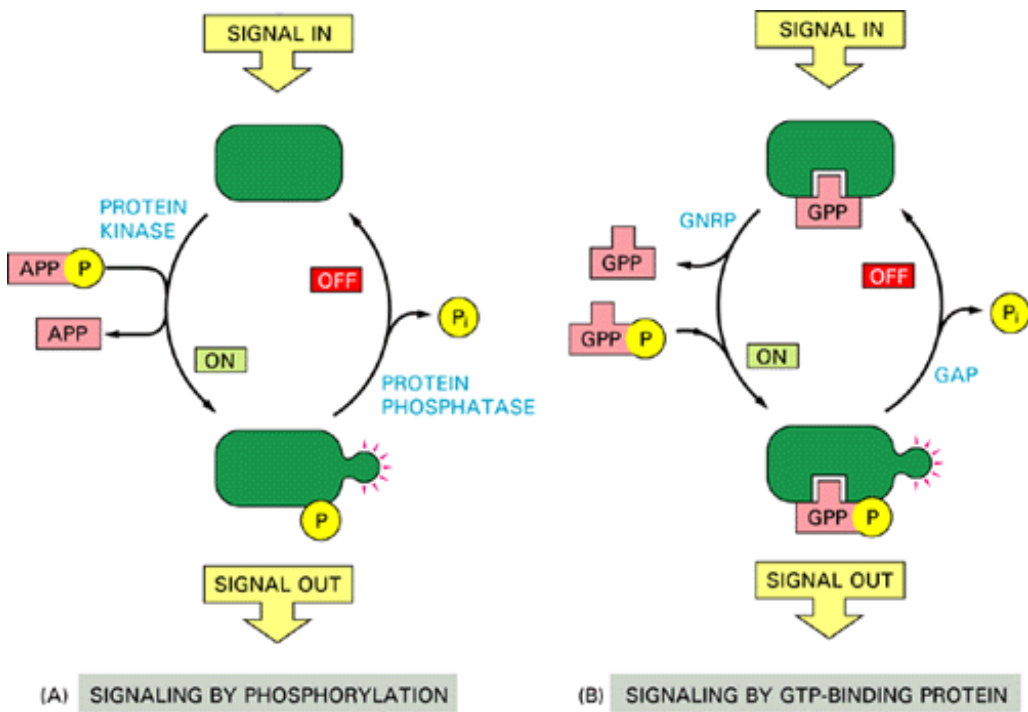 SIGNAL IN
PROTEIN
KINASE
APP P
APP
OFF
ON
Pi
PROTEIN
PHOSPHATASE
P
SIGNAL OUT
(A) SIGNALING BY PHOSPHORYLATION
SIGNAL IN
GPP
GNRP
GPP
GPP P
OFF
ON
Pi
GAP
GPP P
SIGNAL OUT
(B) SIGNALING BY GTP-BINDING PROTEIN